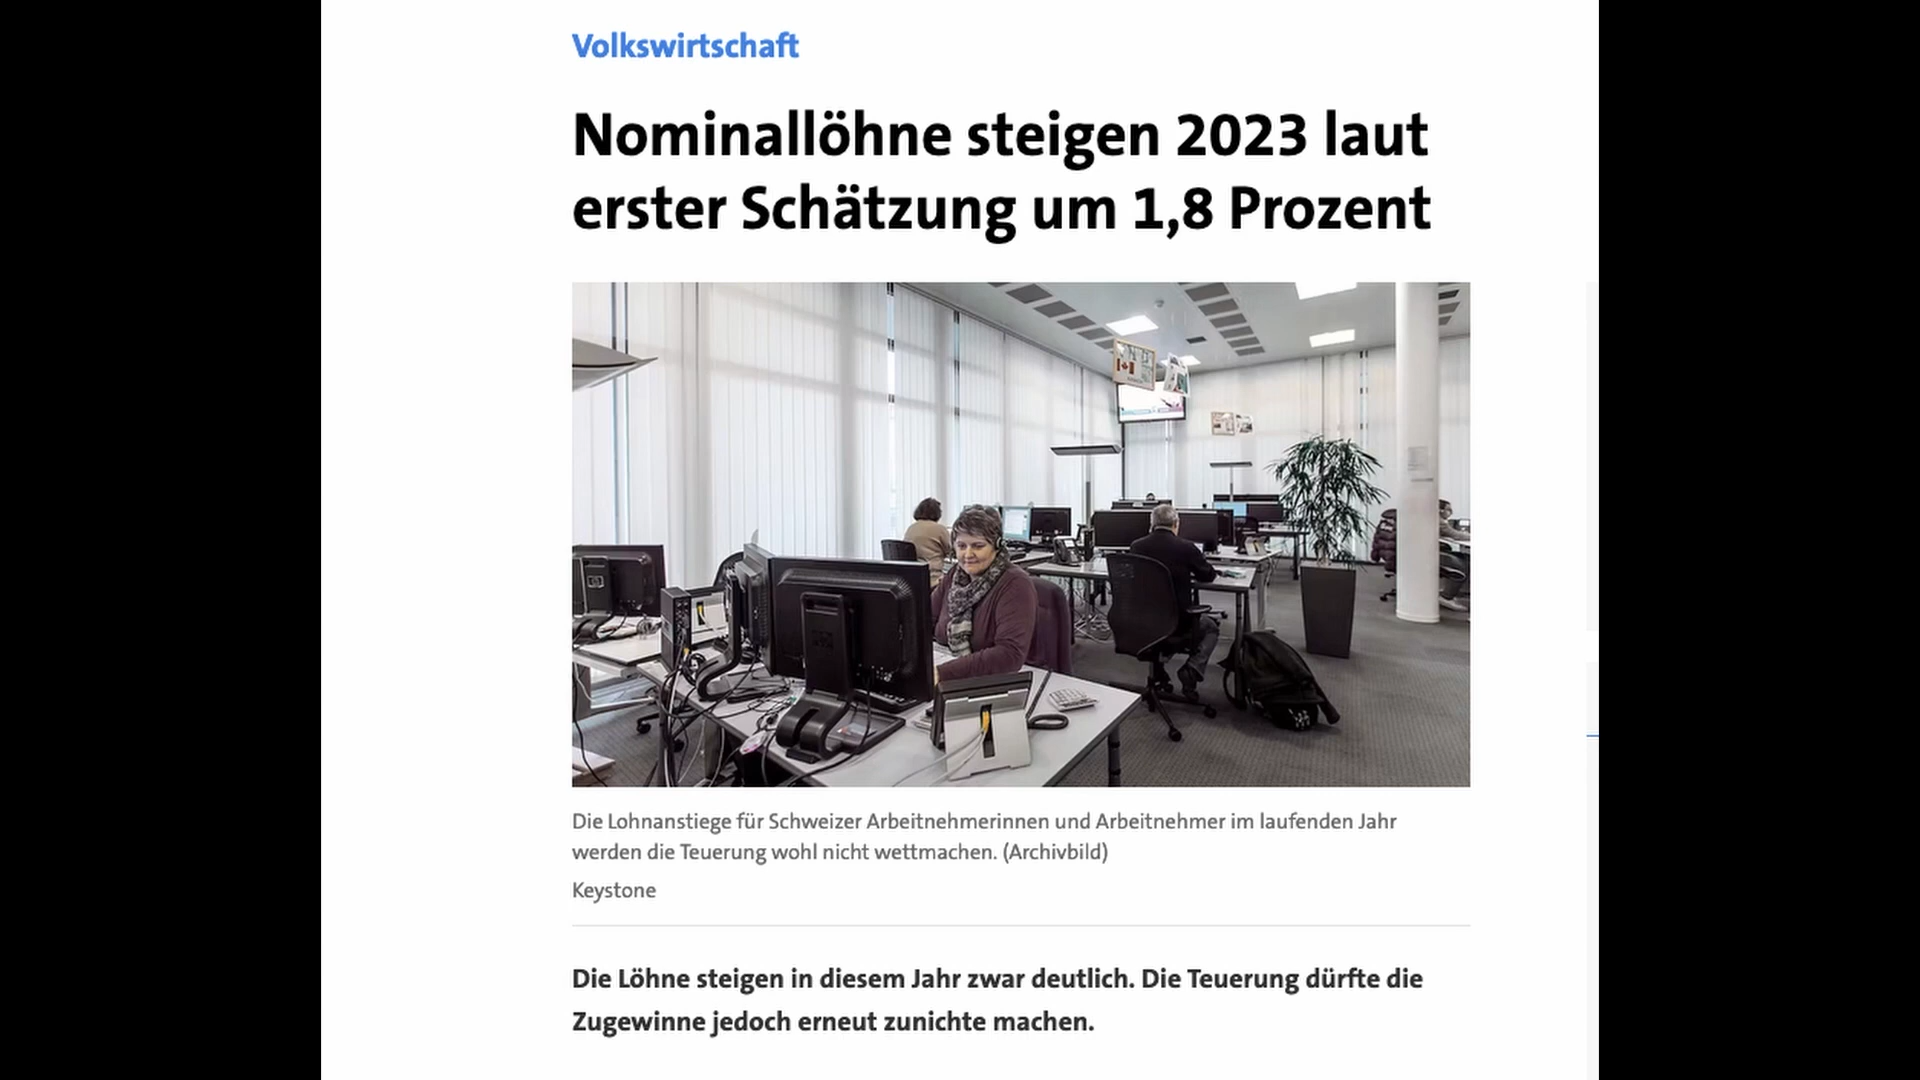 Volkswirtschaft
Nominallöhne steigen 2023 laut
erster Schätzung um 1,8 Prozent
Die Lohnanstiege für Schweizer Arbeitnehmerinnen und Arbeitnehmer im laufenden Jahr
werden die Teuerung wohl nicht wettmachen. (Archivbild)
Keystone
Die Löhne steigen in diesem Jahr zwar deutlich. Die Teuerung dürfte die
Zugewinne jedoch erneut zunichte machen.